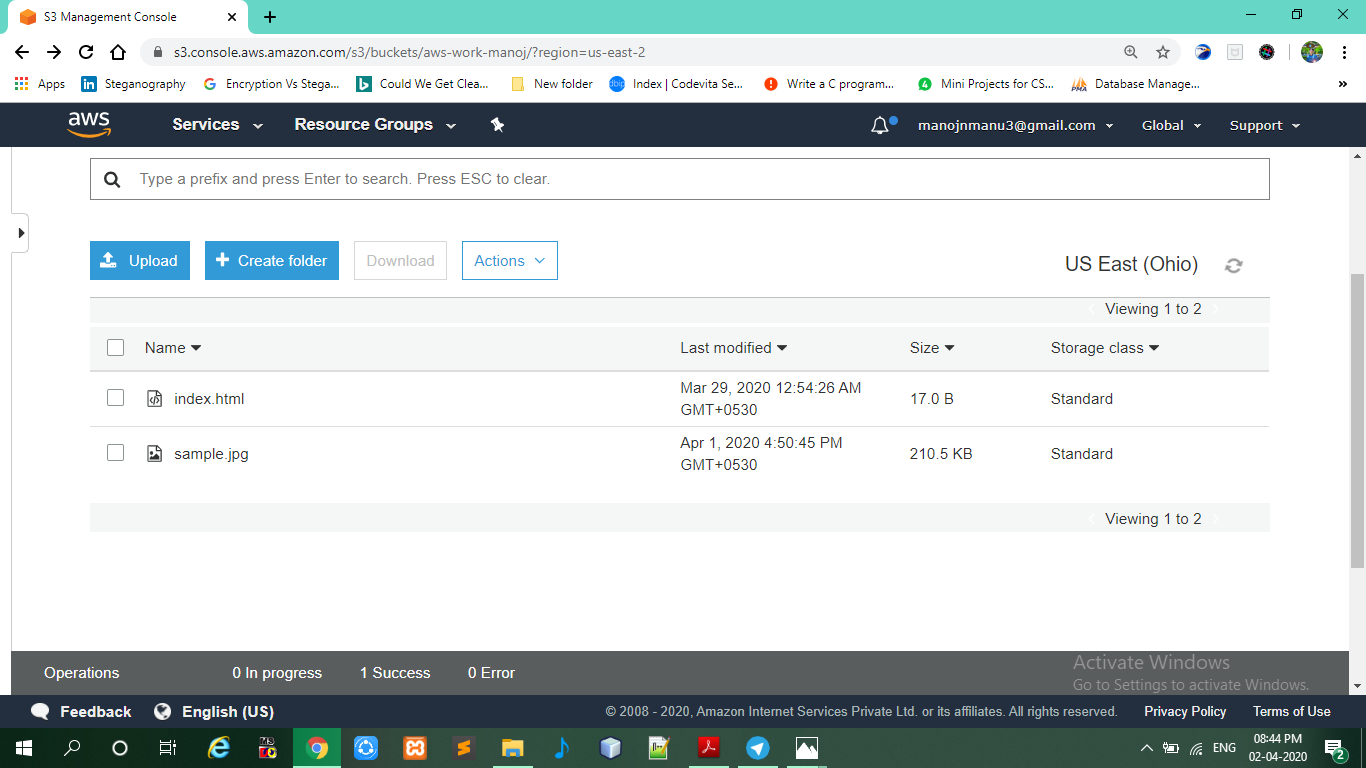 S3 Management Console
s3.console.aws.amazon.com/s3/buckets/aws-work-manoj/?region=us-east-2
Apps
Steganography
Encryption Vs Stega...
Could We Get Clea...
New folder
Index | Codevita Se...
Write a C program...
Mini Projects for CS...
Database Manage...
aws
Services
Resource Groups
manojnmanu3@gmail.com
Global
Support
Type a prefix and press Enter to search. Press ESC to clear.
Upload
Create folder
Download
Actions
US East (Ohio)
Viewing 1 to 2
Name
Last modified
Size
Storage class
index.html
Mar 29, 2020 12:54:26 AM
GMT+0530
17.0 B
Standard
sample.jpg
Apr 1, 2020 4:50:45 PM
GMT+0530
210.5 KB
Standard
Viewing 1 to 2
Operations
0 In progress
1 Success
0 Error
Activate Windows
Go to Settings to activate Windows.
Feedback
English (US)
© 2008 - 2020, Amazon Internet Services Private Ltd. or its affiliates. All rights reserved.
Privacy Policy
Terms of Use
ENG
08:44 PM
02-04-2020
2